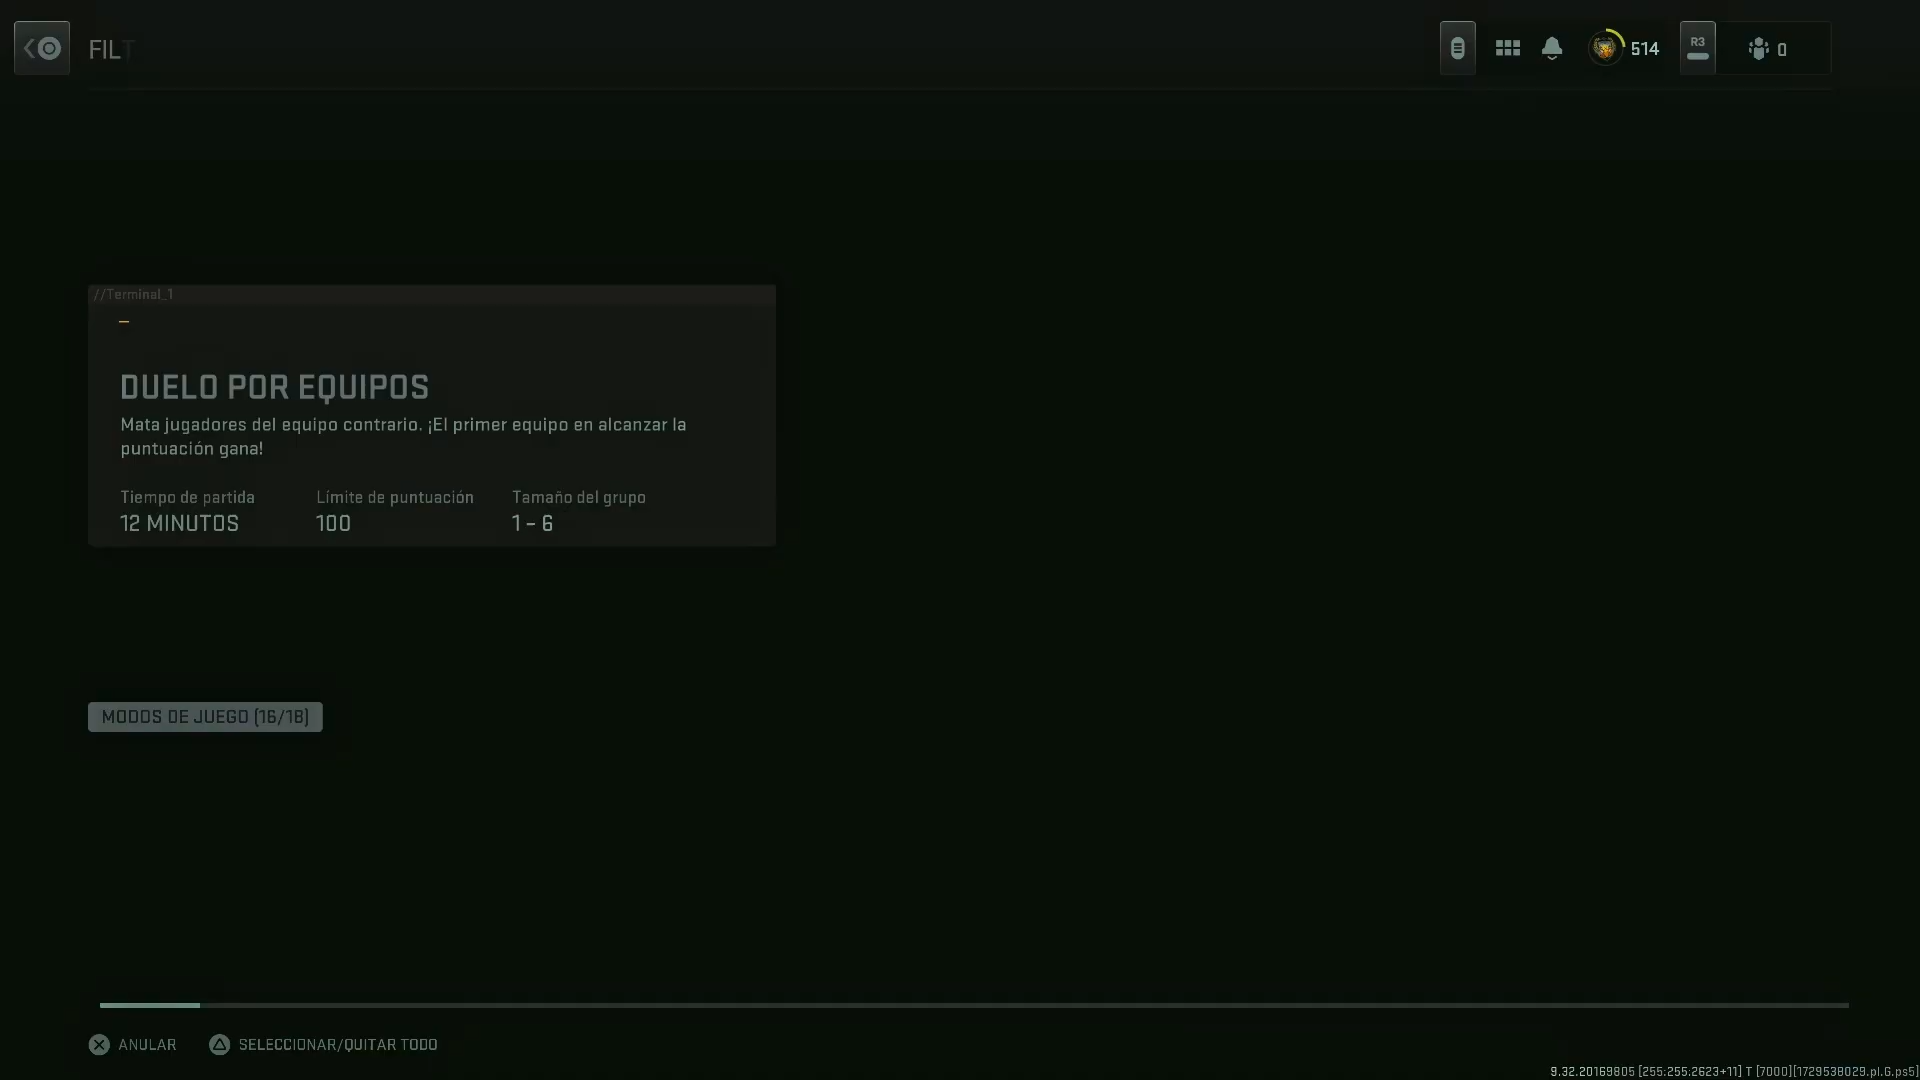 FILT
514
R3
0
//Terminal_1
DUELO POR EQUIPOS
Mata jugadores del equipo contrario. ¡El primer equipo en alcanzar la
puntuación gana!
Tiempo de partida Límite de puntuación Tamaño del grupo
12 MINUTOS 100 1 - 6
MODOS DE JUEGO (16/18)
ANULAR SELECCIONAR/QUITAR TODO
9.32.20169805 [255:255:2623+11] T [7000][1729538029.pl.G.ps5]